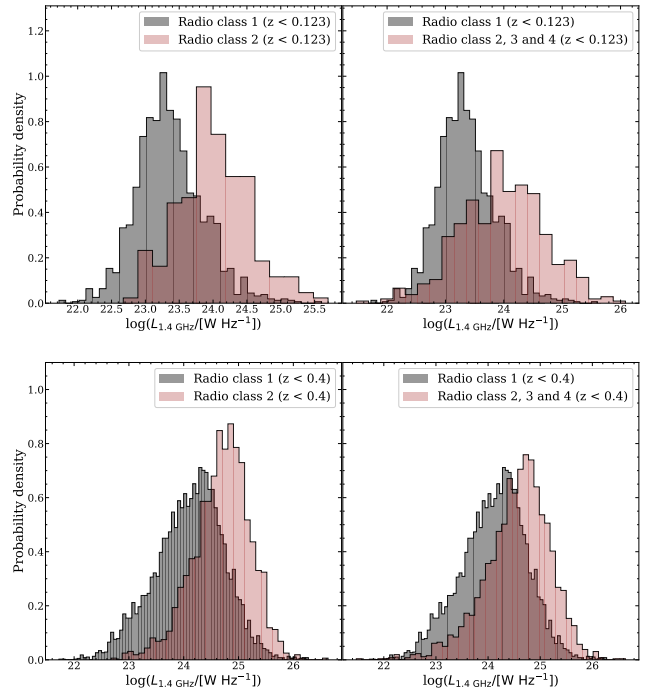 Radio class 1 (z < 0.123)
Radio class 2 (z < 0.123)
Radio class 1 (z < 0.123)
Radio class 2, 3 and 4 (z < 0.123)
1.2
1.0
0.8
0.6
0.4
0.2
0.0
Probability density
22.0 22.5 23.0 23.5 24.0 24.5 25.0 25.5
log(L1.4 GHz/[W Hz−1])
22 23 24 25 26
log(L1.4 GHz/[W Hz−1])
Radio class 1 (z < 0.4)
Radio class 2 (z < 0.4)
Radio class 1 (z < 0.4)
Radio class 2, 3 and 4 (z < 0.4)
1.0
0.8
0.6
0.4
0.2
0.0
Probability density
22 23 24 25 26
log(L1.4 GHz/[W Hz−1])
22 23 24 25 26
log(L1.4 GHz/[W Hz−1])